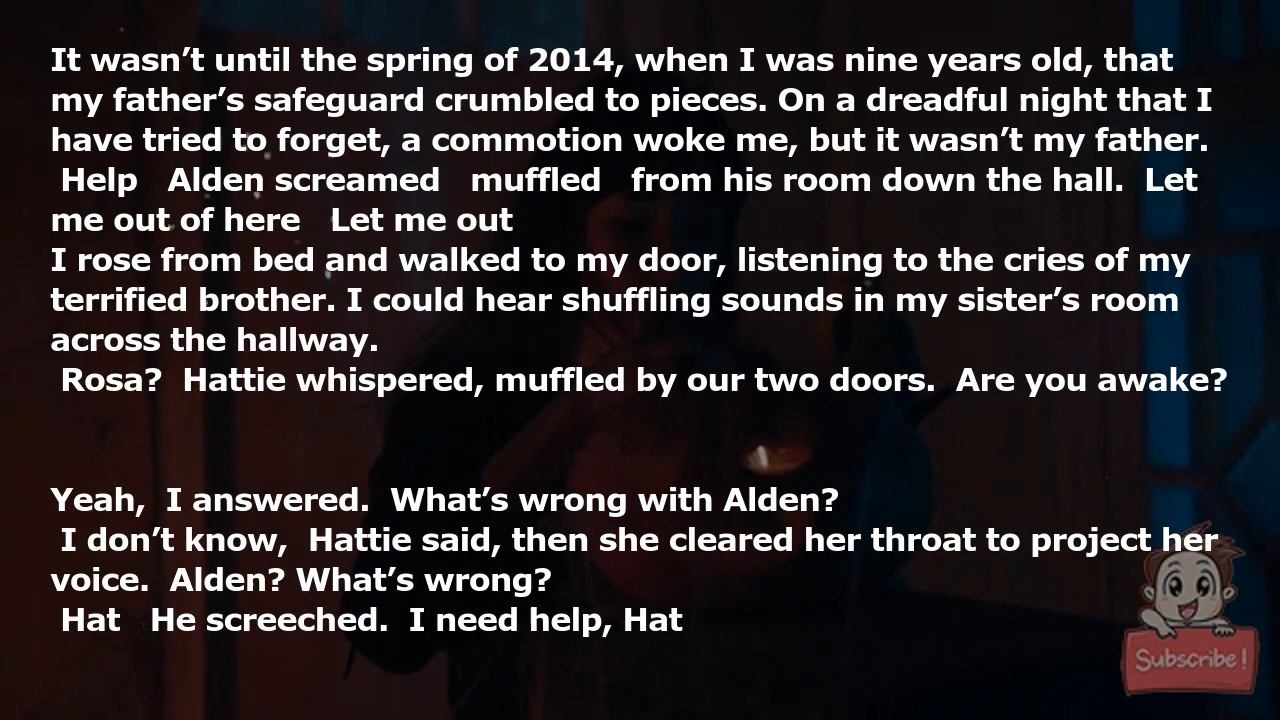 It wasn’t until the spring of 2014, when I was nine years old, that
my father’s safeguard crumbled to pieces. On a dreadful night that I
have tried to forget, a commotion woke me, but it wasn’t my father.
Help   Alden screamed   muffled   from his room down the hall.  Let
me out of here   Let me out
I rose from bed and walked to my door, listening to the cries of my
terrified brother. I could hear shuffling sounds in my sister’s room
across the hallway.
Rosa?  Hattie whispered, muffled by our two doors.  Are you awake?
Yeah,  I answered.  What’s wrong with Alden?
I don’t know,  Hattie said, then she cleared her throat to project her
voice.  Alden? What’s wrong?
Hat   He screeched.  I need help, Hat
Subscribe!